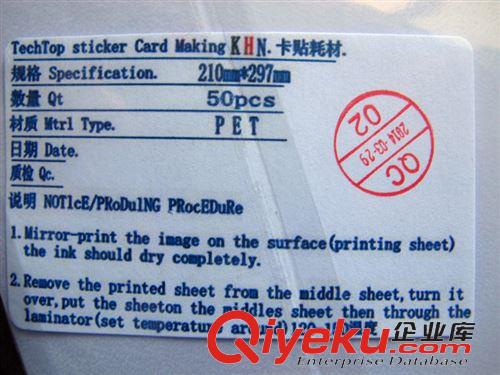 TechTop sticker Card Making KHN.卡贴耗材.
规格 Specification. 210mm*297mm
数量 Qt 50pcs
材质 Mtrl Type. PET
日期 Date.
质检 Qc.
02
2014-03-29
QC
说明 NOTlcE/PRoDulNG PRocEDuRe
1.Mirror-print the image on the surface(printing sheet)
the ink should dry completely.
2.Remove the printed sheet from the middle sheet,turn it
over,put the sheeton the middles sheet then through the
laminator(set temperatur
Qiyeku.com 企业库
Enterprise Database